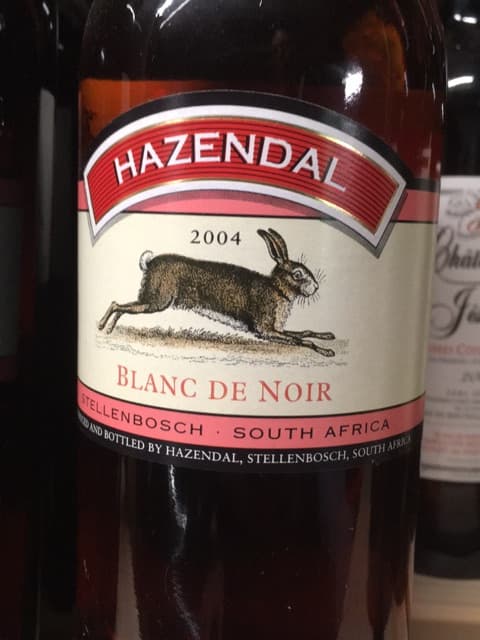 HAZENDAL
2004
BLANC DE NOIR
STELLENBOSCH · SOUTH AFRICA
AND BOTTLED BY HAZENDAL, STELLENBOSCH, SOUTH AFRICA